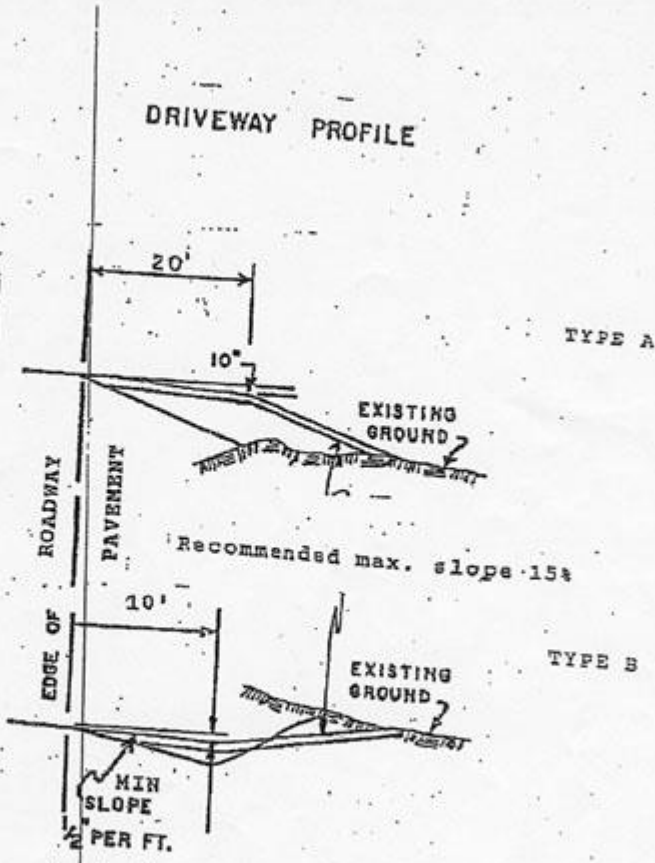 DRIVEWAY PROFILE
20'
TYPE A
10"
EXISTING
GROUND
EDGE OF ROADWAY
PAVEMENT
Recommended max. slope 15%
10'
TYPE B
EXISTING
GROUND
MIN
SLOPE
1/2" PER FT.